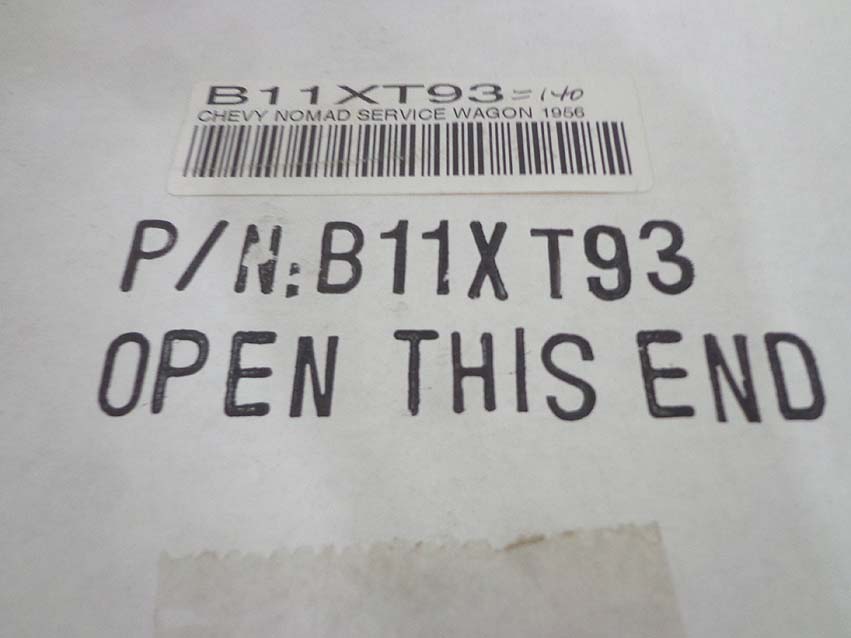 B11XT93 = 140
CHEVY NOMAD SERVICE WAGON 1956
P/N: B11XT93
OPEN THIS END